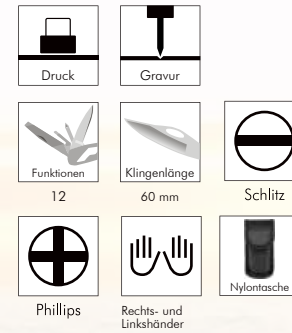 Druck
Gravur
Funktionen
Klingenlänge
12
60 mm
Schlitz
Phillips
Rechts- und
Linkshänder
Nylontasche